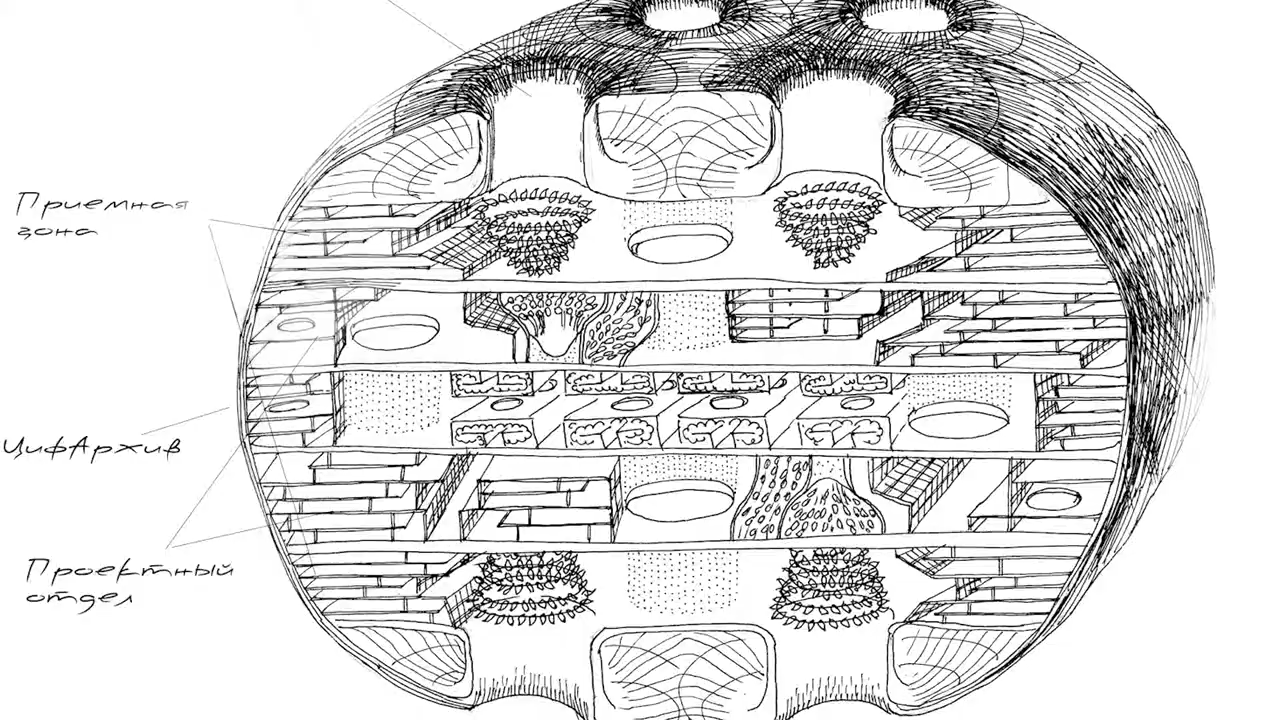 Приемная
зона
ЦифАрхив
Проектный
отдел